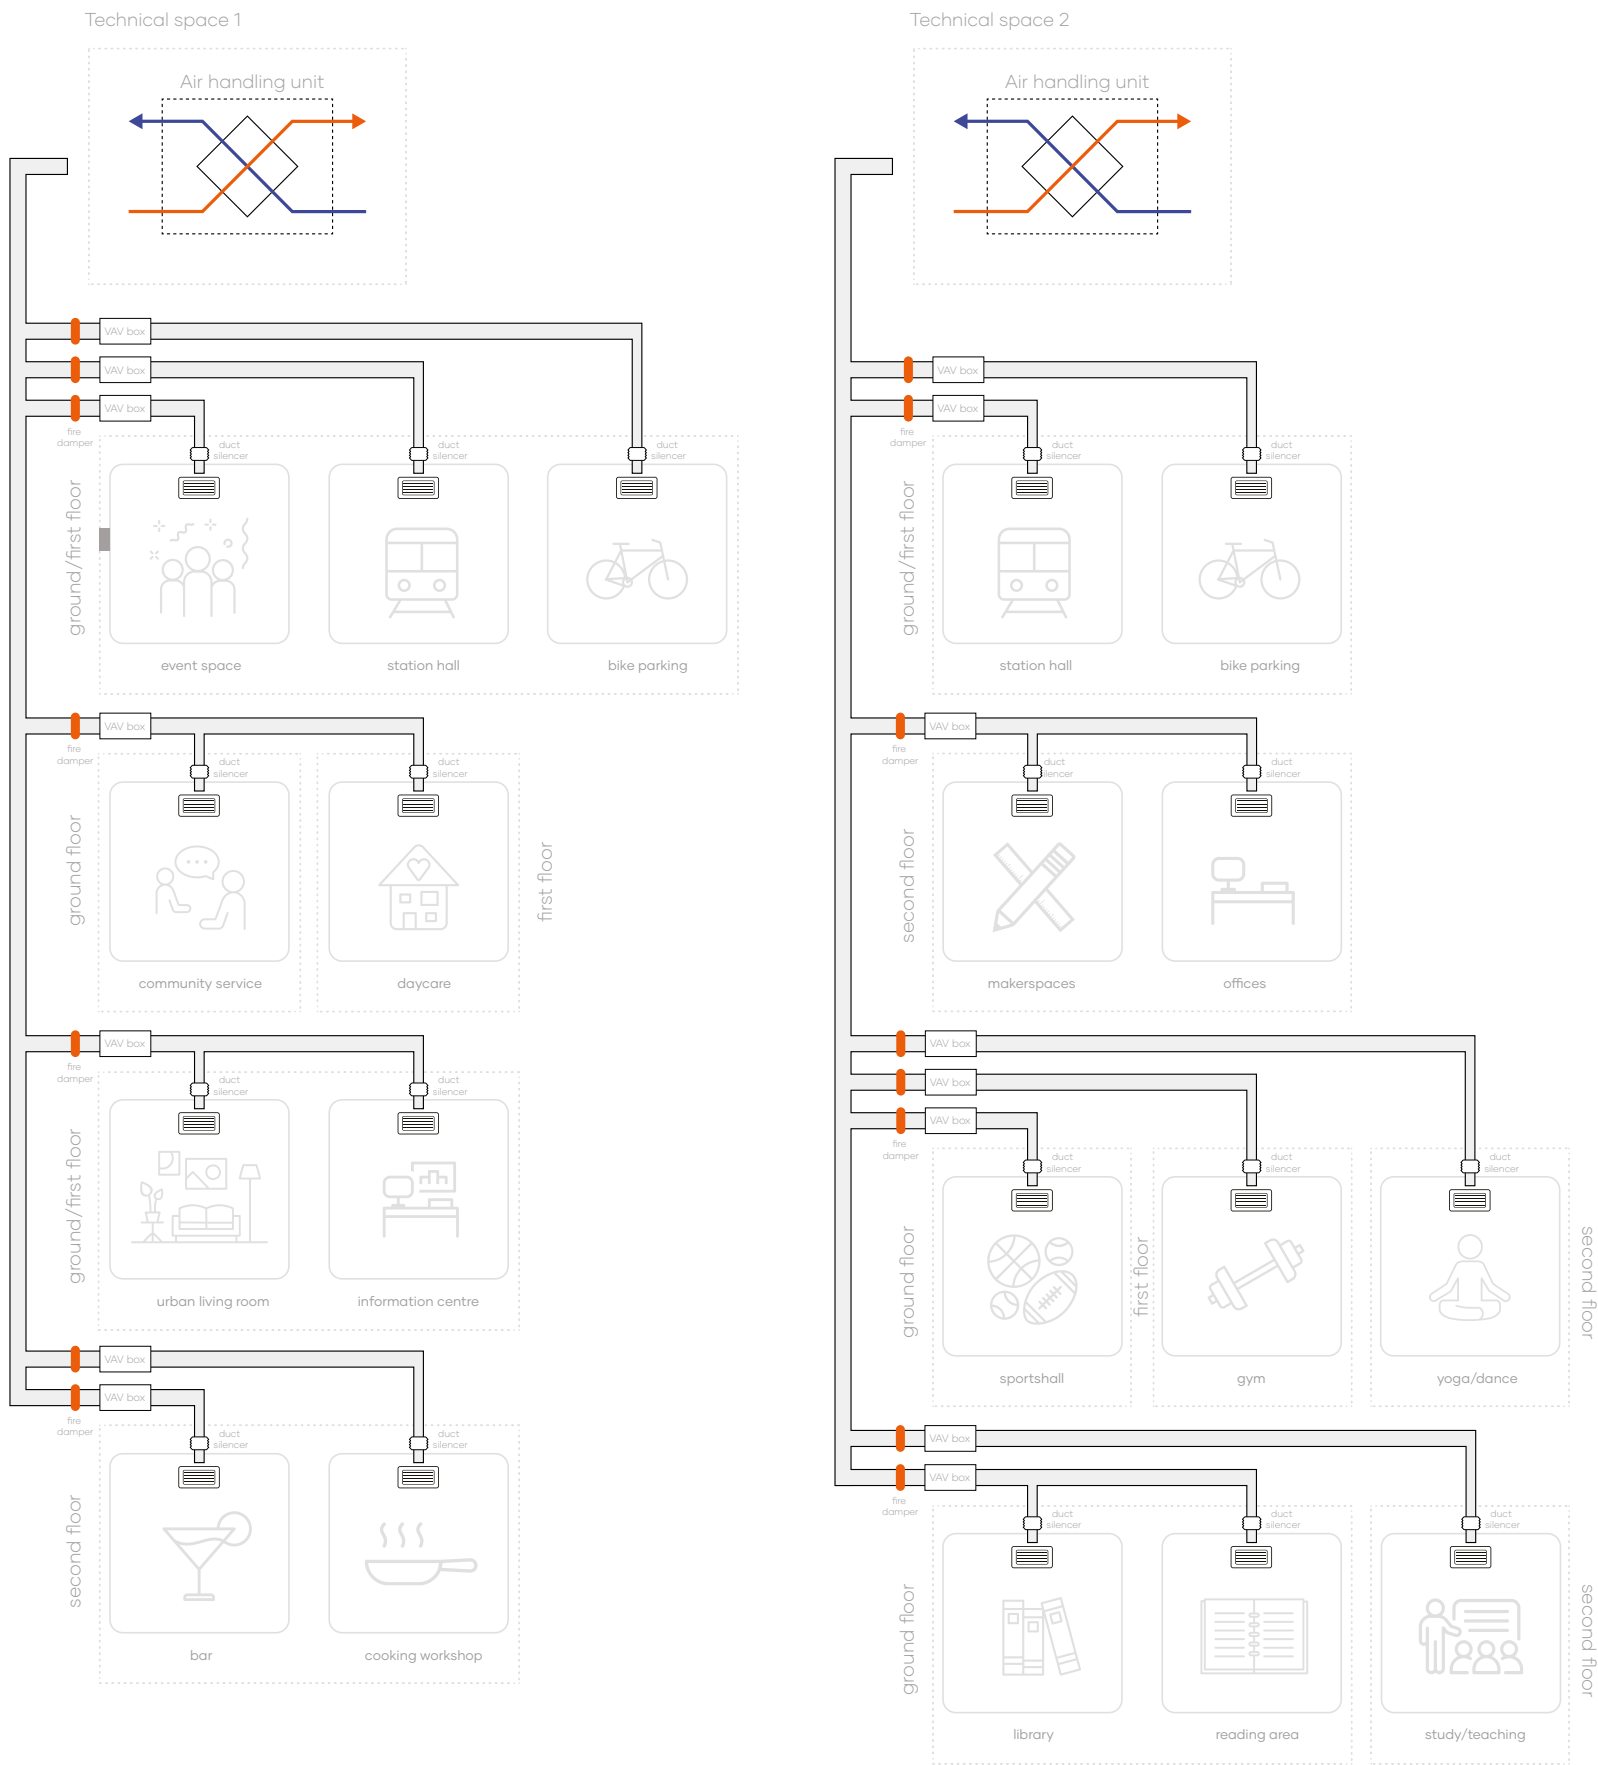 Technical space 1
Air handling unit
VAV box
VAV box
VAV box
fire
damper
duct
silencer
duct
silencer
duct
silencer
ground/first floor
event space
station hall
bike parking
VAV box
fire
damper
duct
silencer
duct
silencer
ground floor
first floor
community service
daycare
VAV box
fire
damper
duct
silencer
duct
silencer
ground/first floor
urban living room
information centre
VAV box
VAV box
fire
damper
duct
silencer
duct
silencer
second floor
bar
cooking workshop
Technical space 2
Air handling unit
VAV box
VAV box
fire
damper
duct
silencer
duct
silencer
ground/first floor
station hall
bike parking
VAV box
fire
damper
duct
silencer
duct
silencer
second floor
makerspaces
offices
VAV box
VAV box
VAV box
fire
damper
duct
silencer
duct
silencer
duct
silencer
ground floor
first floor
second floor
sportshall
gym
yoga/dance
VAV box
VAV box
fire
damper
duct
silencer
duct
silencer
duct
silencer
ground floor
second floor
library
reading area
study/teaching